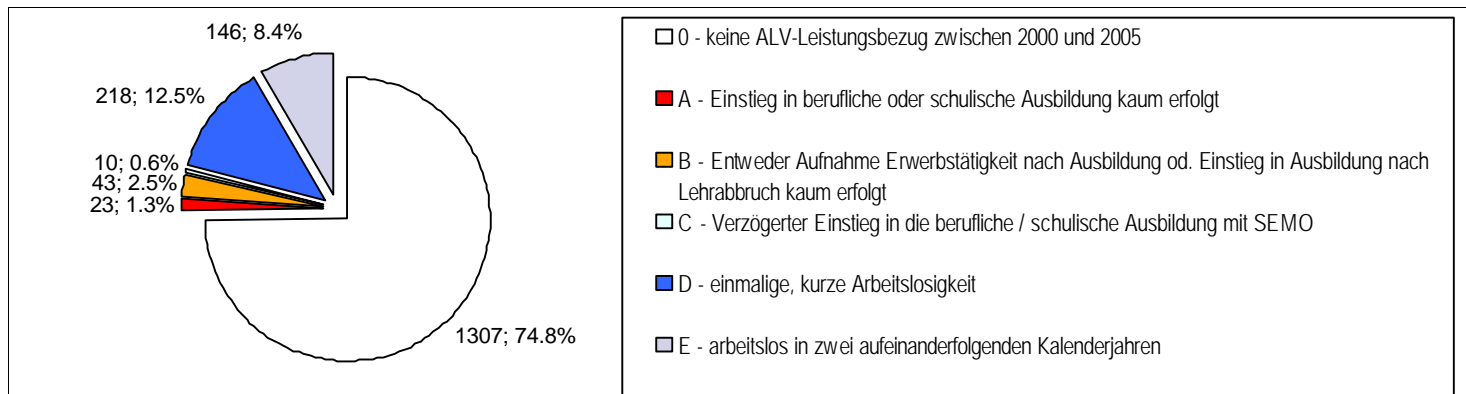 146; 8.4%
218; 12.5%
10; 0.6%
43; 2.5%
23; 1.3%
1307; 74.8%
0 - keine ALV-Leistungsbezug zwischen 2000 und 2005
A - Einstieg in berufliche oder schulische Ausbildung kaum erfolgt
B - Entweder Aufnahme Erwerbstätigkeit nach Ausbildung od. Einstieg in Ausbildung nach
Lehrabbruch kaum erfolgt
C - Verzögerter Einstieg in die berufliche / schulische Ausbildung mit SEMO
D - einmalige, kurze Arbeitslosigkeit
E - arbeitslos in zwei aufeinanderfolgenden Kalenderjahren